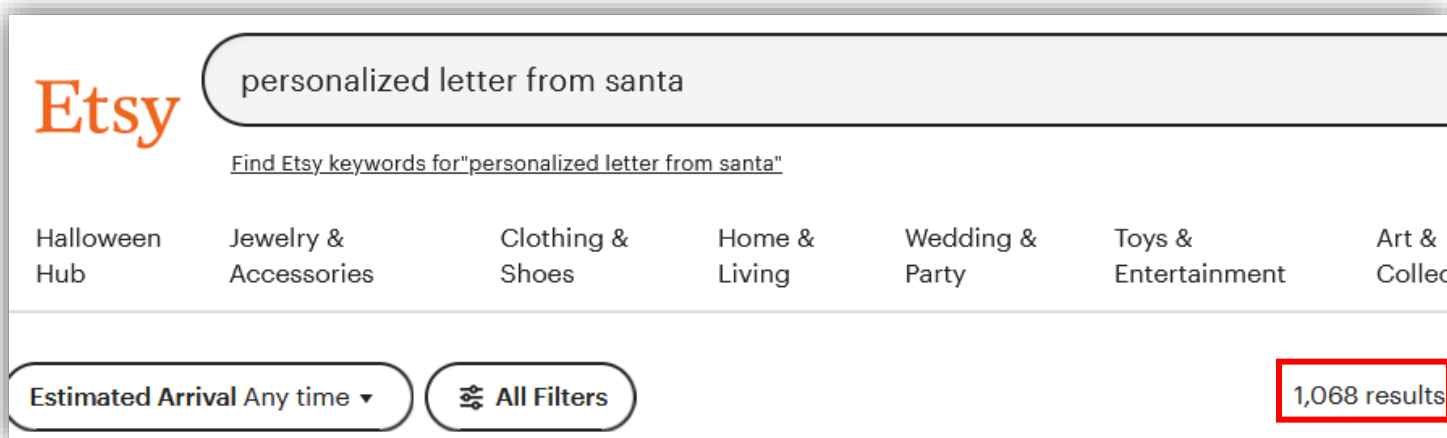 Etsy
personalized letter from santa
Find Etsy keywords for"personalized letter from santa"
Halloween Hub
Jewelry & Accessories
Clothing & Shoes
Home & Living
Wedding & Party
Toys & Entertainment
Art &
Estimated Arrival Any time
All Filters
1,068 results